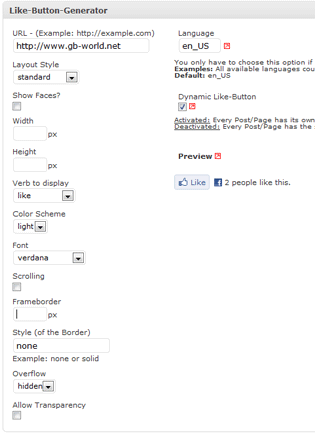 Like-Button-Generator
URL - (Example: http://example.com)
http://www.gb-world.net
Layout Style
standard
Show Faces?
Width
px
Height
px
Verb to display
like
Color Scheme
light
Font
verdana
Scrolling
Frameborder
px
Style (of the Border)
none
Example: none or solid
Overflow
hidden
Allow Transparency
Language
en_US
You only have to choose this option if
Examples: All available languages cou
Default: en_US
Dynamic Like-Button
Activated: Every Post/Page has its own
Deactivated: Every Post/Page has the
Preview
Like
2 people like this.